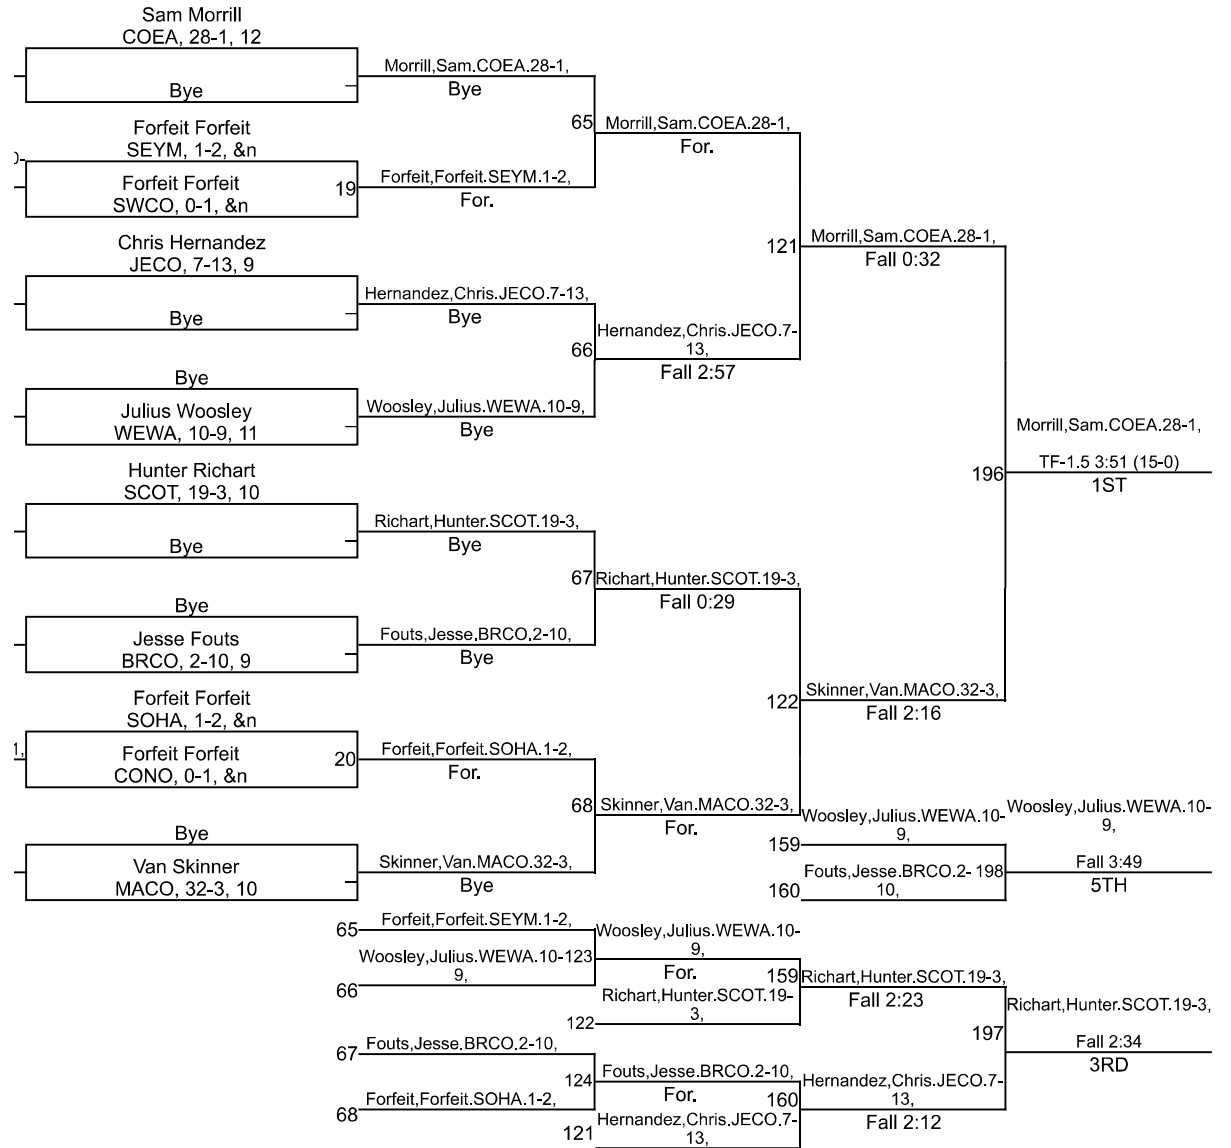 Sam Morrill
COEA, 28-1, 12
Bye
Forfeit Forfeit
SEYM, 1-2, &n
0-
Forfeit Forfeit
SWCO, 0-1, &n
19
Chris Hernandez
JECO, 7-13, 9
Bye
Bye
Julius Woosley
WEWA, 10-9, 11
Hunter Richart
SCOT, 19-3, 10
Bye
Bye
Jesse Fouts
BRCO, 2-10, 9
Forfeit Forfeit
SOHA, 1-2, &n
1,
Forfeit Forfeit
CONO, 0-1, &n
20
Bye
Van Skinner
MACO, 32-3, 10
Morrill,Sam.COEA.28-1,
Bye
65
Forfeit,Forfeit.SEYM.1-2,
For.
Hernandez,Chris.JECO.7-13,
Bye
66
Woosley,Julius.WEWA.10-9,
Bye
Richart,Hunter.SCOT.19-3,
Bye
67
Fouts,Jesse.BRCO.2-10,
Bye
Forfeit,Forfeit.SOHA.1-2,
For.
68
Skinner,Van.MACO.32-3,
Bye
Morrill,Sam.COEA.28-1,
For.
121
Hernandez,Chris.JECO.7-
13,
Fall 2:57
Richart,Hunter.SCOT.19-3,
Fall 0:29
122
Skinner,Van.MACO.32-3,
For.
Morrill,Sam.COEA.28-1,
Fall 0:32
196
Skinner,Van.MACO.32-3,
Fall 2:16
Morrill,Sam.COEA.28-1,
TF-1.5 3:51 (15-0)
1ST
Woosley,Julius.WEWA.10-
9,
159
Fouts,Jesse.BRCO.2-
10,
160
198
Woosley,Julius.WEWA.10-
9,
Fall 3:49
5TH
65
Forfeit,Forfeit.SEYM.1-2,
Woosley,Julius.WEWA.10-
9,
66
123
Woosley,Julius.WEWA.10-
9,
For.
159
Richart,Hunter.SCOT.19-
3,
122
Richart,Hunter.SCOT.19-3,
Fall 2:23
67
Fouts,Jesse.BRCO.2-10,
124
68
Forfeit,Forfeit.SOHA.1-2,
Fouts,Jesse.BRCO.2-10,
For.
160
121
Hernandez,Chris.JECO.7-
13,
Hernandez,Chris.JECO.7-
13,
Fall 2:12
197
Richart,Hunter.SCOT.19-3,
Fall 2:34
3RD